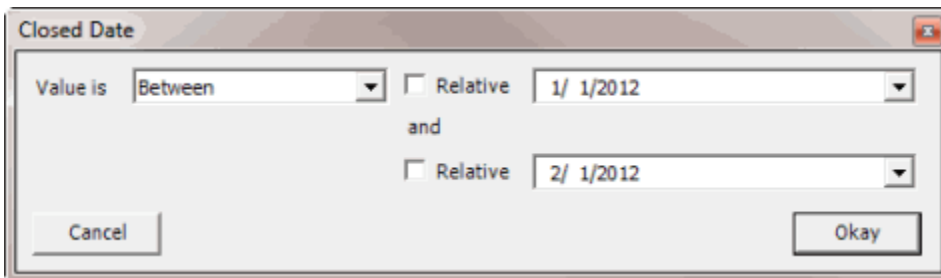 Closed Date
Value is Between Relative 1/ 1/2012
and
Relative 2/ 1/2012
Cancel Okay